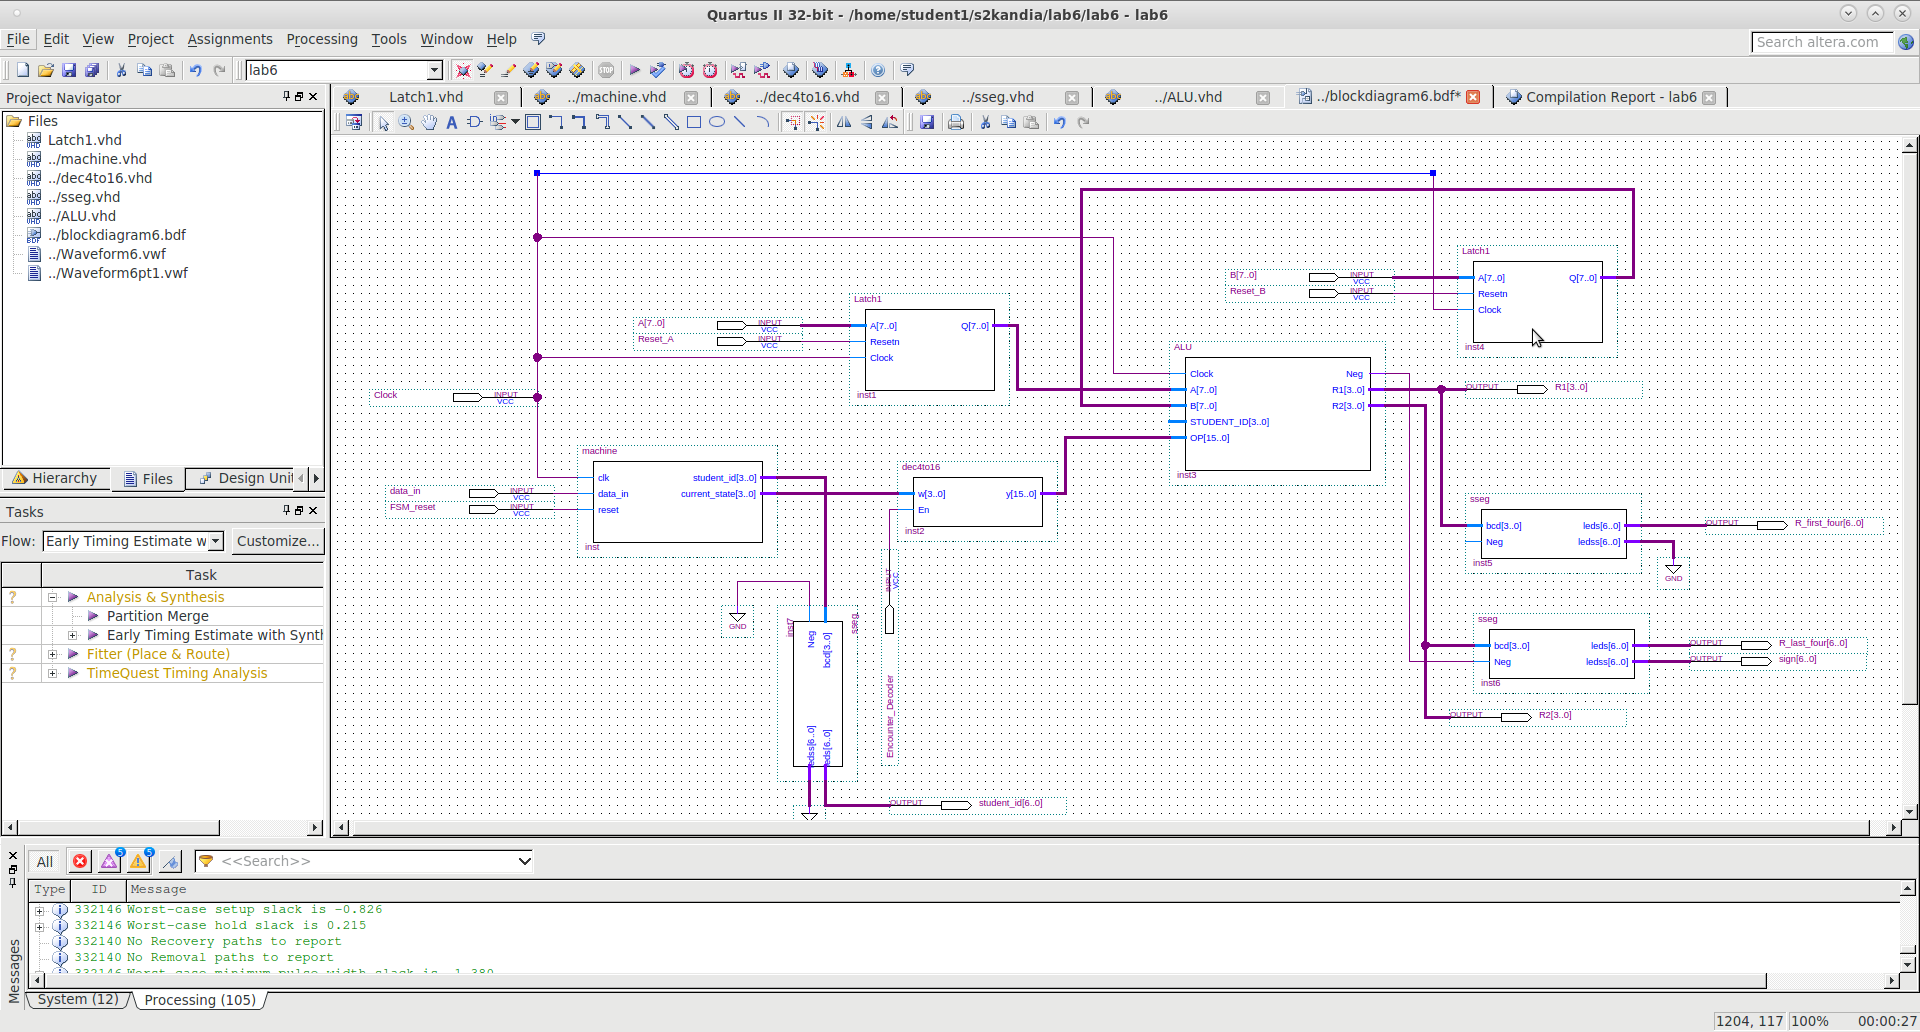 Quartus II 32-bit - /home/student1/s2kandia/lab6/lab6 - lab6
File Edit View Project Assignments Processing Tools Window Help
Search altera.com
lab6
Project Navigator
Files
Latch1.vhd
../machine.vhd
../dec4to16.vhd
../sseg.vhd
../ALU.vhd
../blockdiagram6.bdf
../Waveform6.vwf
../Waveform6pt1.vwf
Hierarchy Files Design Unit
Tasks
Flow: Early Timing Estimate w Customize...
Task
Analysis & Synthesis
Partition Merge
Early Timing Estimate with Synth
Fitter (Place & Route)
TimeQuest Timing Analysis
Latch1.vhd ../machine.vhd ../dec4to16.vhd ../sseg.vhd ../ALU.vhd ../blockdiagram6.bdf* Compilation Report - lab6
Latch1
B[7..0] INPUT VCC
Reset_B INPUT VCC
A[7..0] Q[7..0]
Resetn
Clock
inst4
Latch1
A[7..0] INPUT VCC
Reset_A INPUT VCC
A[7..0] Q[7..0]
Resetn
Clock
inst1
ALU
Clock Neg
A[7..0] R1[3..0]
B[7..0] R2[3..0]
STUDENT_ID[3..0]
OP[15..0]
inst3
OUTPUT R1[3..0]
Clock INPUT VCC
machine
clk student_id[3..0]
data_in current_state[3..0]
reset
inst
data_in INPUT VCC
FSM_reset INPUT VCC
dec4to16
w[3..0] y[15..0]
En
inst2
sseg
bcd[3..0] leds[6..0]
Neg ledss[6..0]
inst5
OUTPUT R_first_four[6..0]
GND
sseg
bcd[3..0] leds[6..0]
Neg ledss[6..0]
inst6
OUTPUT R_last_four[6..0]
OUTPUT sign[6..0]
OUTPUT R2[3..0]
GND
inst7
sseg
Neg
bcd[3..0]
ledss[6..0]
leds[6..0]
INPUT VCC
Encounter_Decoder
OUTPUT student_id[6..0]
All 5 5 <<Search>>
Type ID Message
332146 Worst-case setup slack is -0.826
332146 Worst-case hold slack is 0.215
332140 No Recovery paths to report
332140 No Removal paths to report
332146 Worst-case minimum pulse width slack is -1.380
Messages
System (12) Processing (105)
1204, 117 100% 00:00:27